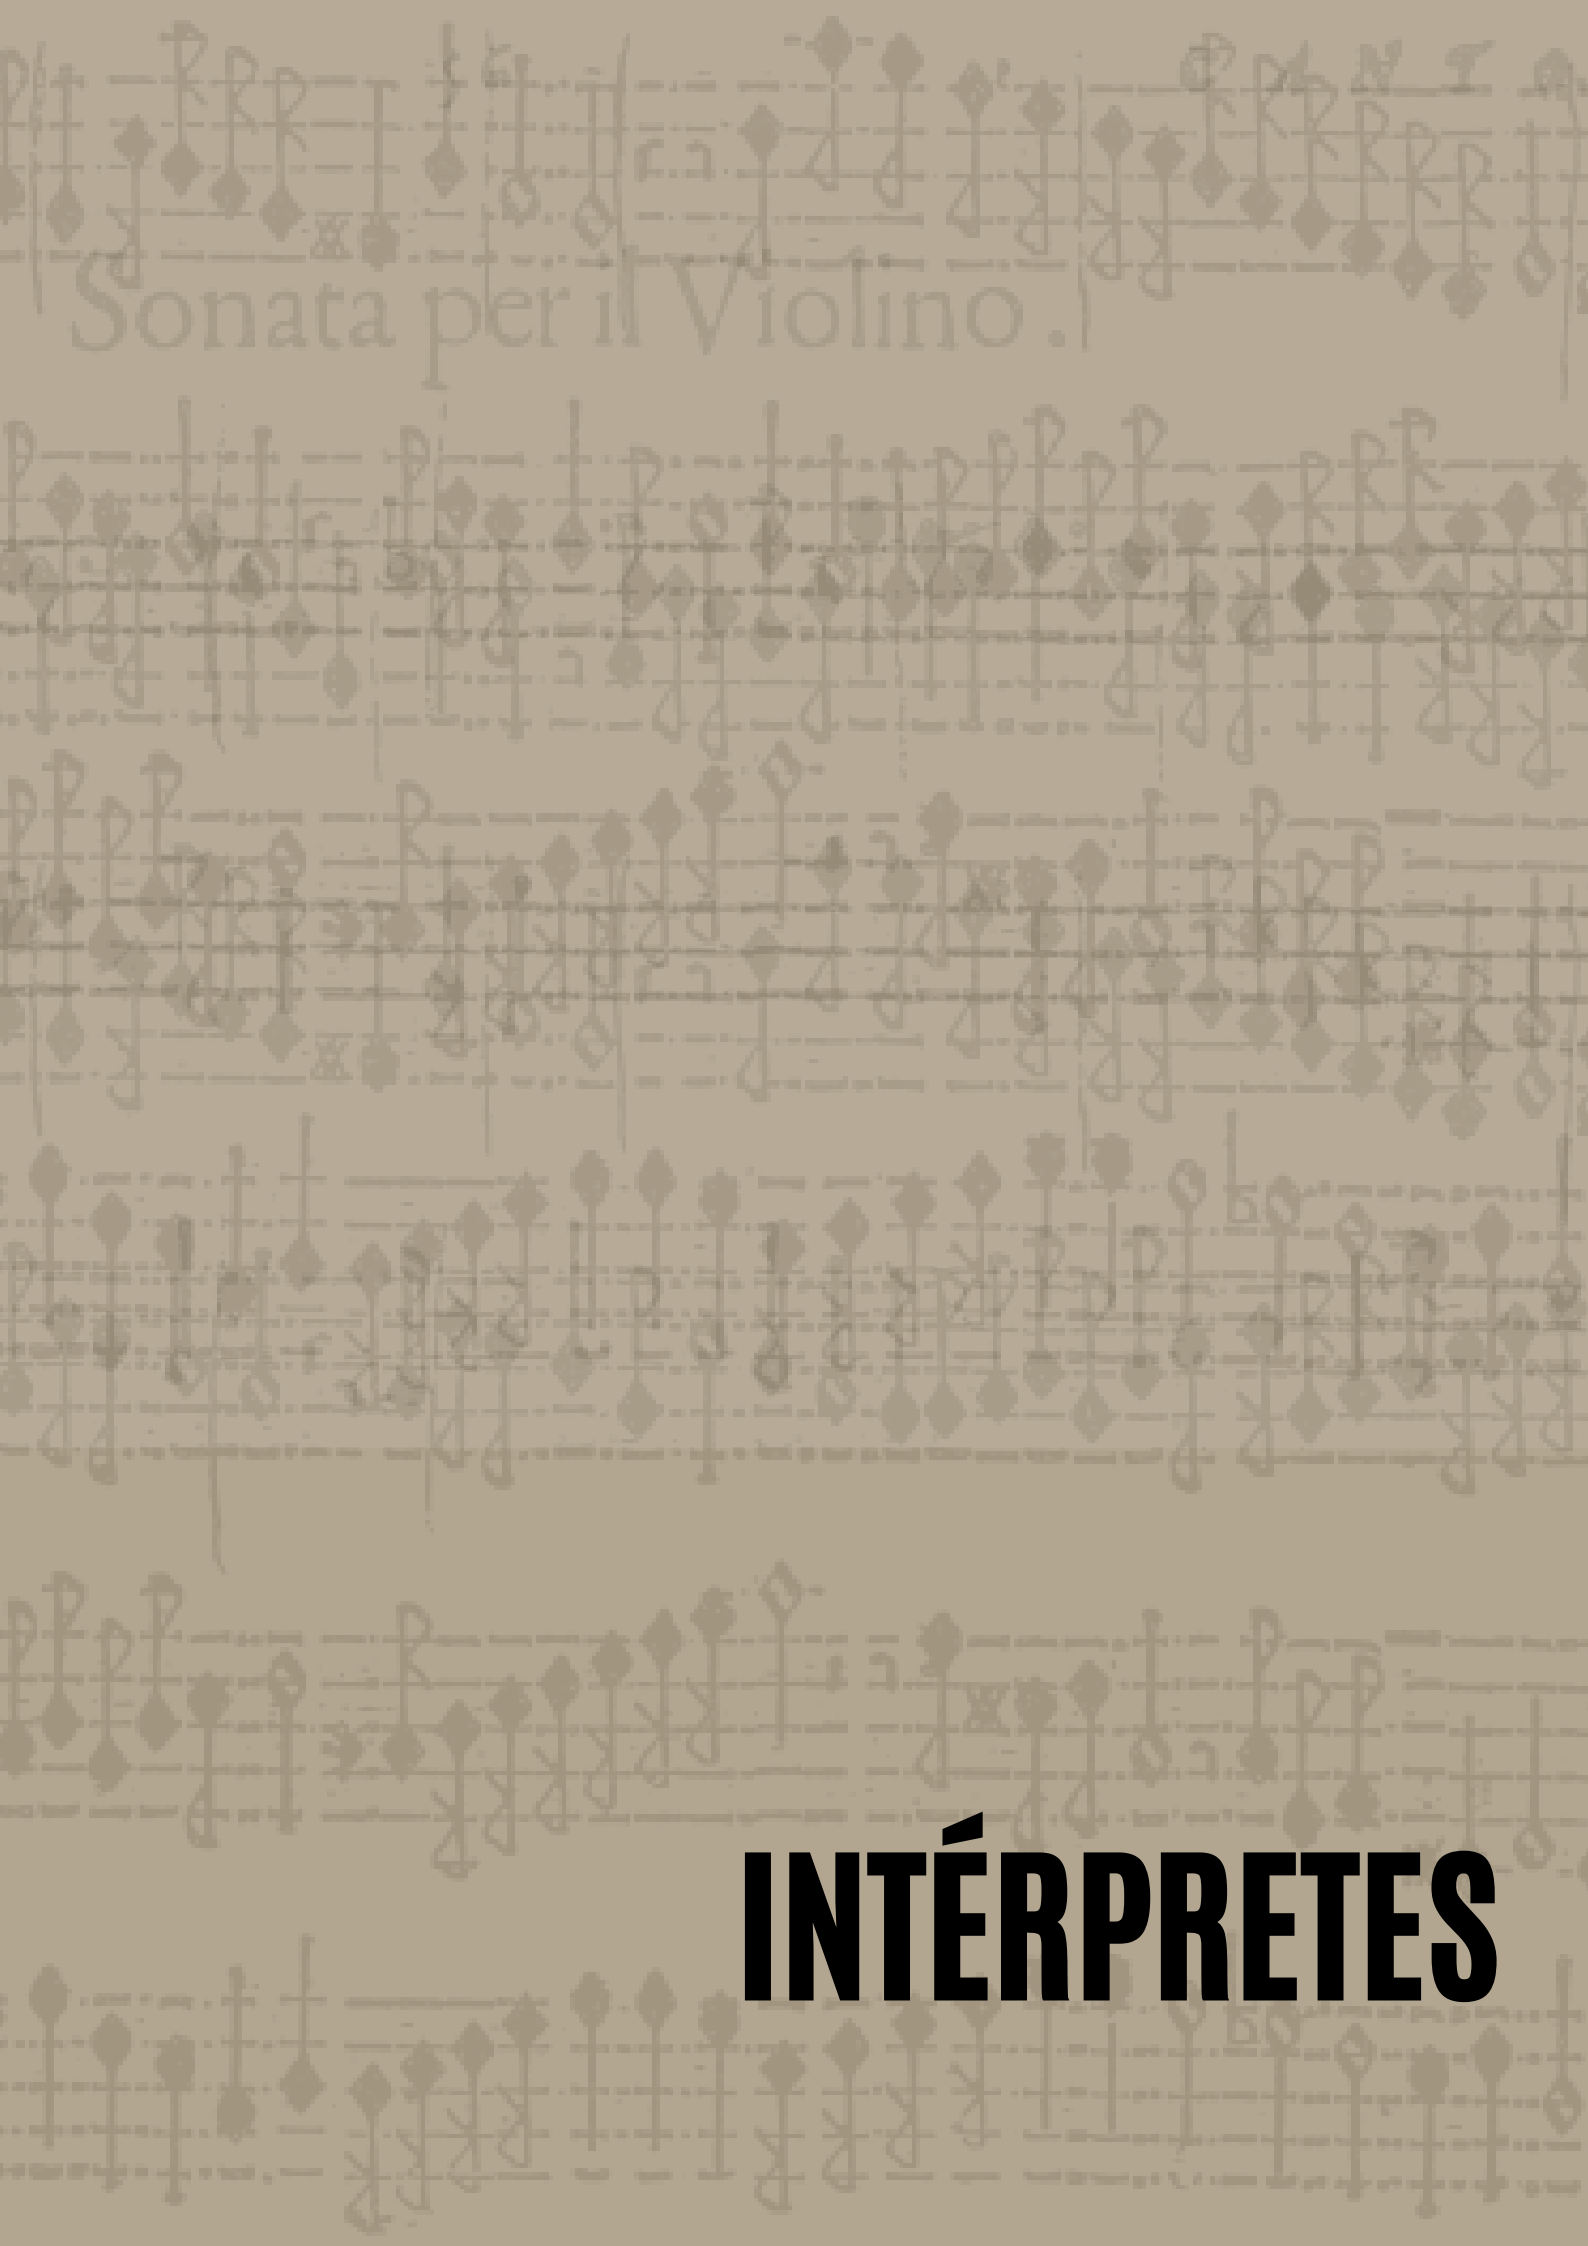 Sonata per il Violino .
INTÉRPRETES